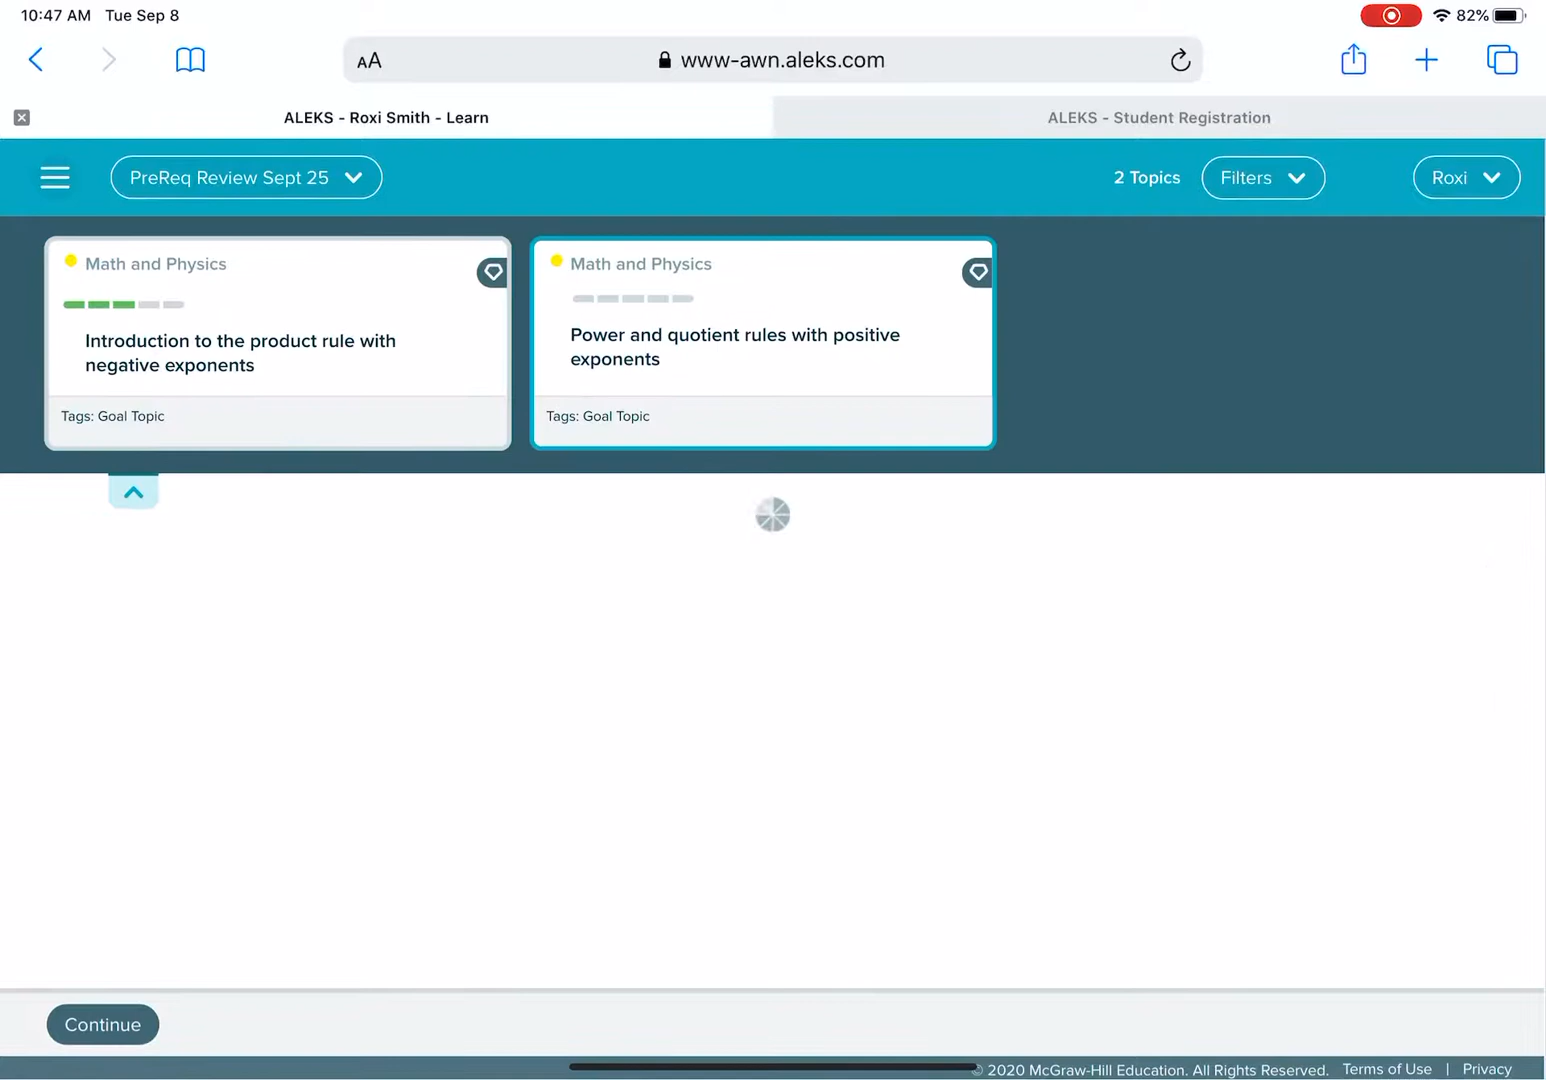 10:47 AM Tue Sep 8
82%
AA
www-awn.aleks.com
ALEKS - Roxi Smith - Learn
ALEKS - Student Registration
PreReq Review Sept 25
2 Topics
Filters
Roxi
Math and Physics
Introduction to the product rule with
negative exponents
Tags: Goal Topic
Math and Physics
Power and quotient rules with positive
exponents
Tags: Goal Topic
Continue
© 2020 McGraw-Hill Education. All Rights Reserved. Terms of Use | Privacy